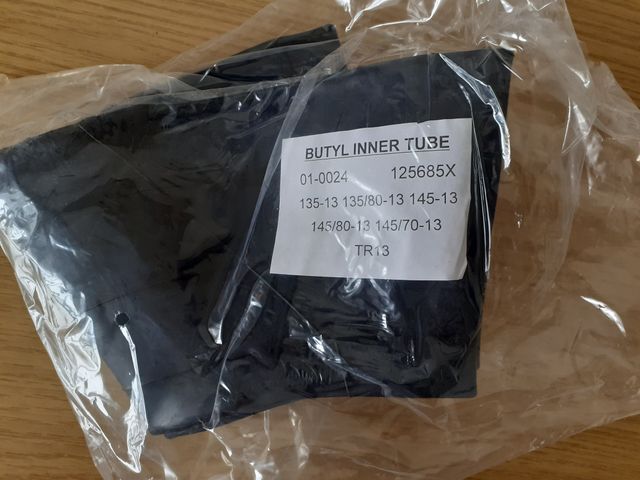 BUTYL INNER TUBE
01-0024 125685X
135-13 135/80-13 145-13
145/80-13 145/70-13
TR13